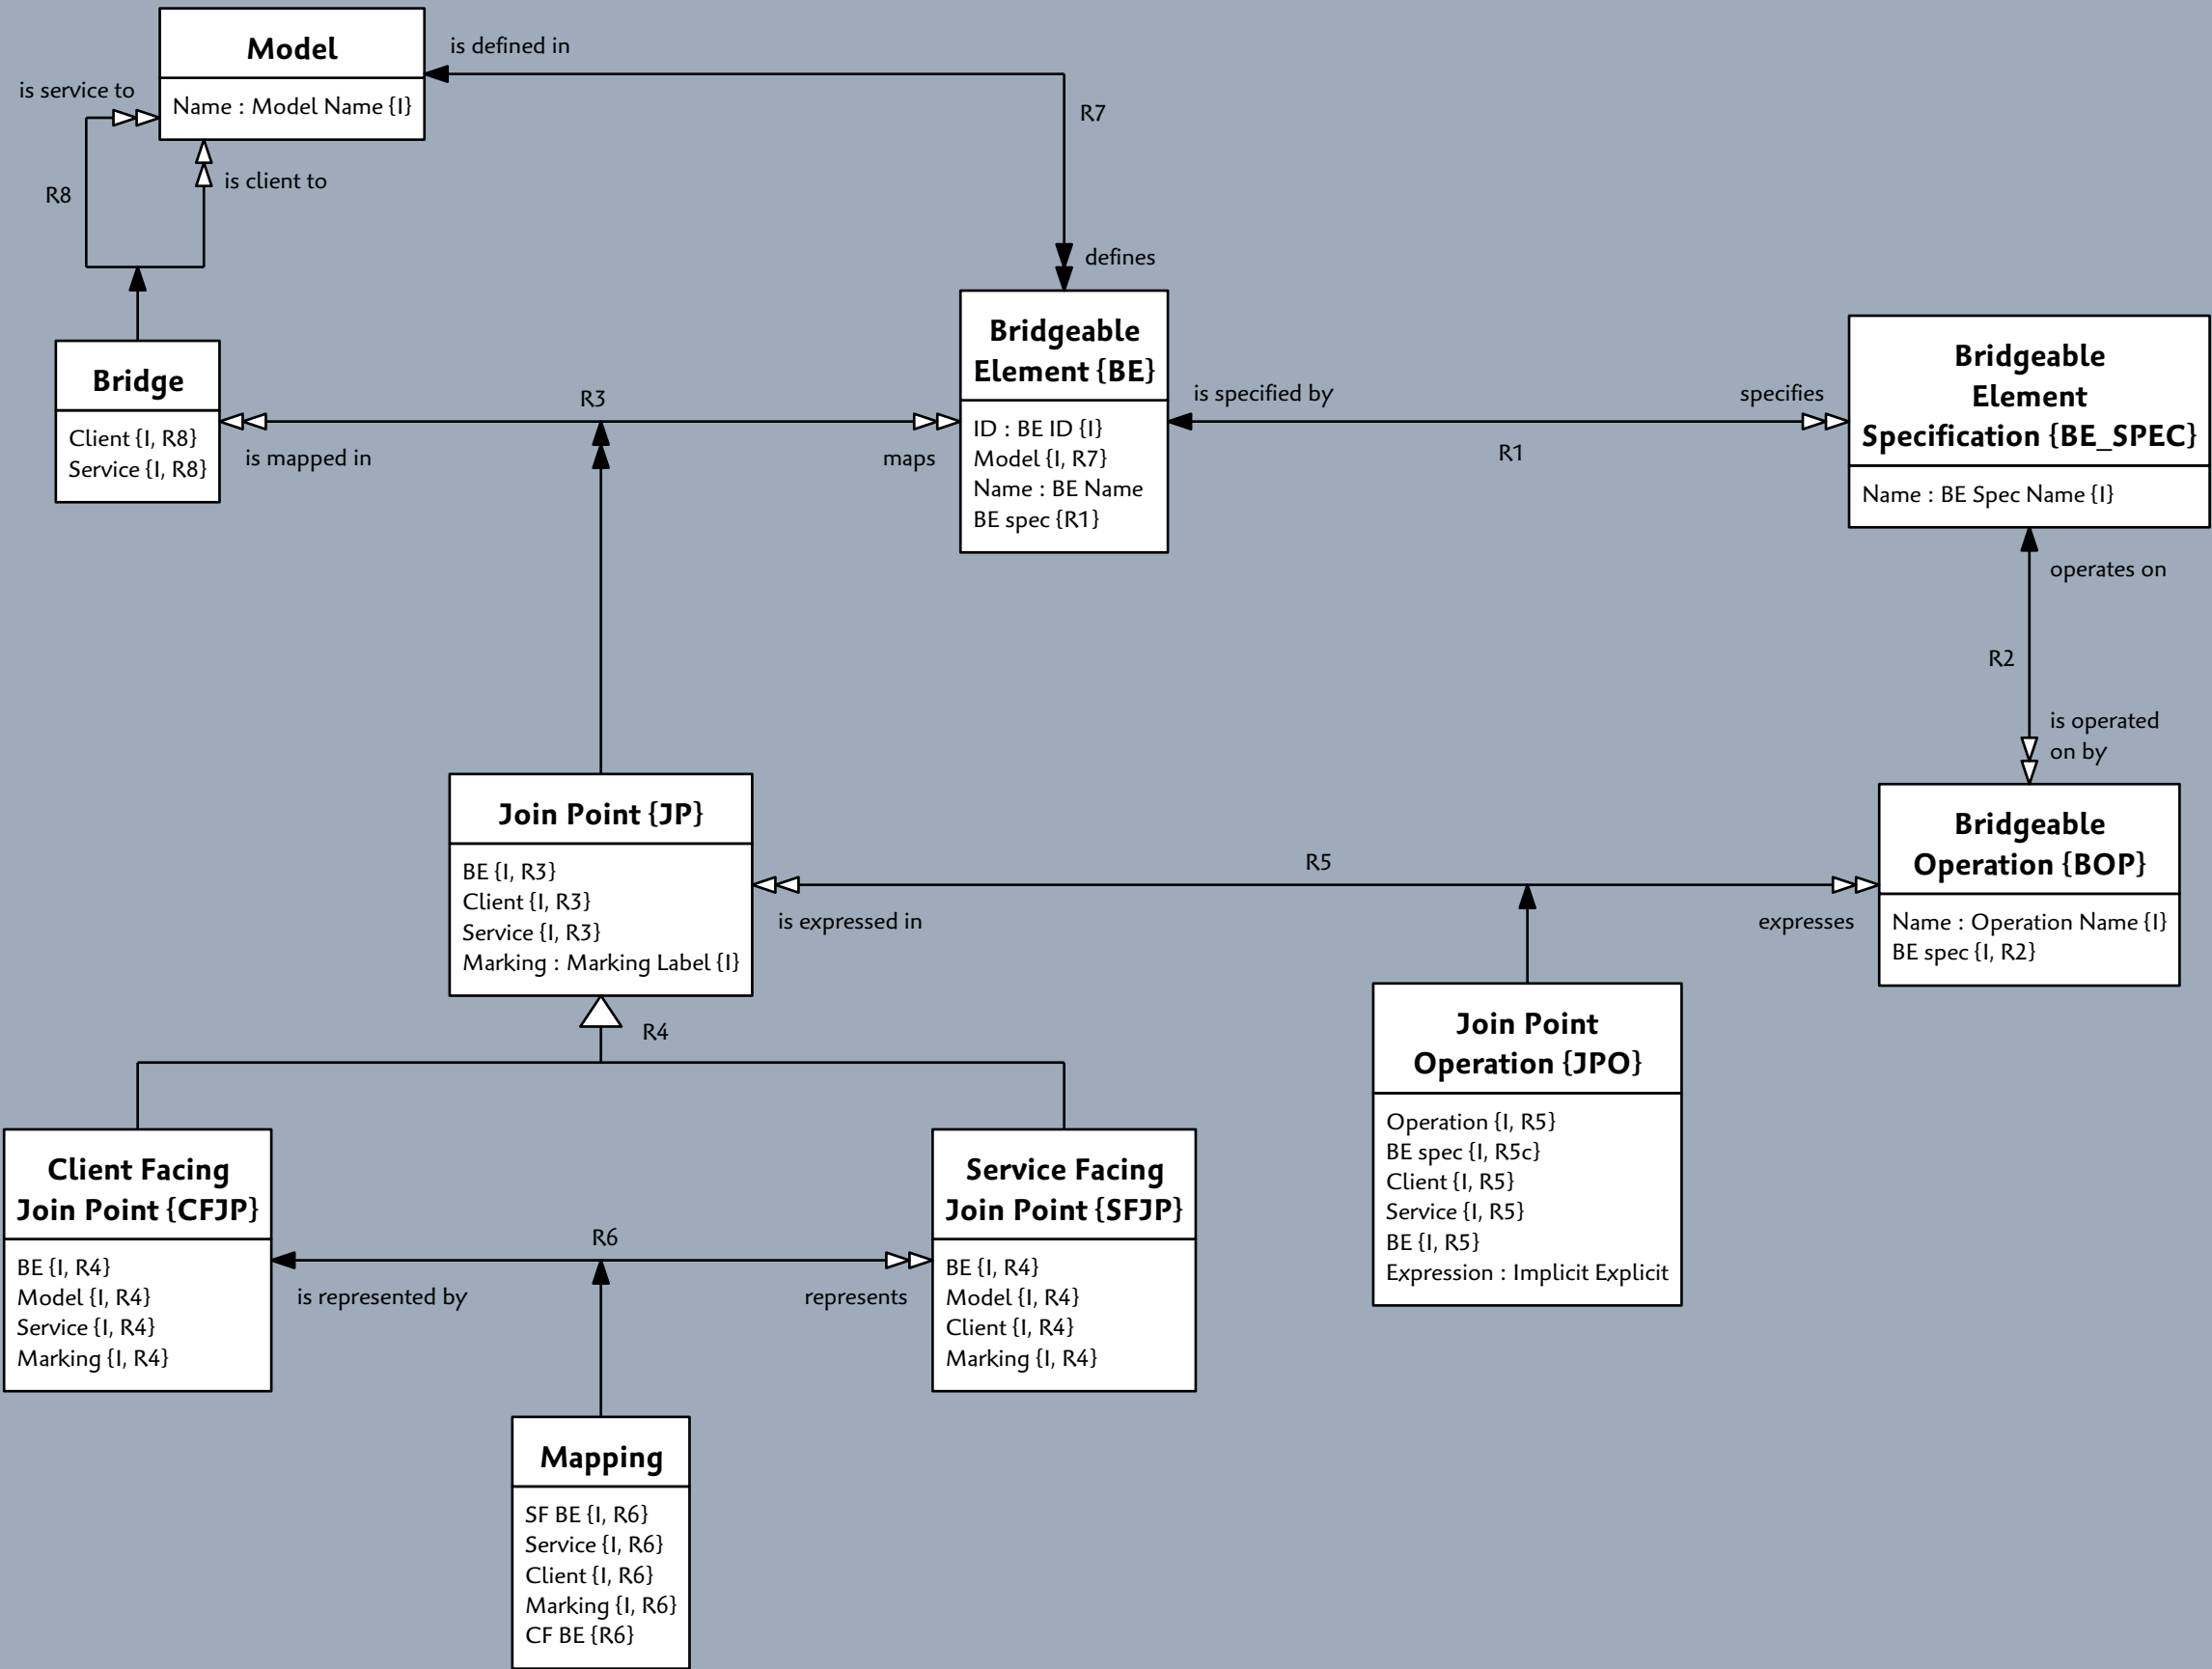 Model
Name : Model Name {I}
is defined in
is service to
R7
is client to
R8
defines
Bridge
Client {I, R8}
Service {I, R8}
R3
is mapped in
maps
Bridgeable
Element {BE}
ID : BE ID {I}
Model {I, R7}
Name : BE Name
BE spec {R1}
is specified by
specifies
R1
Bridgeable
Element
Specification {BE_SPEC}
Name : BE Spec Name {I}
operates on
R2
is operated
on by
Join Point {JP}
BE {I, R3}
Client {I, R3}
Service {I, R3}
Marking : Marking Label {I}
R5
is expressed in
expresses
Bridgeable
Operation {BOP}
Name : Operation Name {I}
BE spec {I, R2}
R4
Join Point
Operation {JPO}
Operation {I, R5}
BE spec {I, R5c}
Client {I, R5}
Service {I, R5}
BE {I, R5}
Expression : Implicit Explicit
Client Facing
Join Point {CFJP}
BE {I, R4}
Model {I, R4}
Service {I, R4}
Marking {I, R4}
R6
is represented by
represents
Service Facing
Join Point {SFJP}
BE {I, R4}
Model {I, R4}
Client {I, R4}
Marking {I, R4}
Mapping
SF BE {I, R6}
Service {I, R6}
Client {I, R6}
Marking {I, R6}
CF BE {R6}